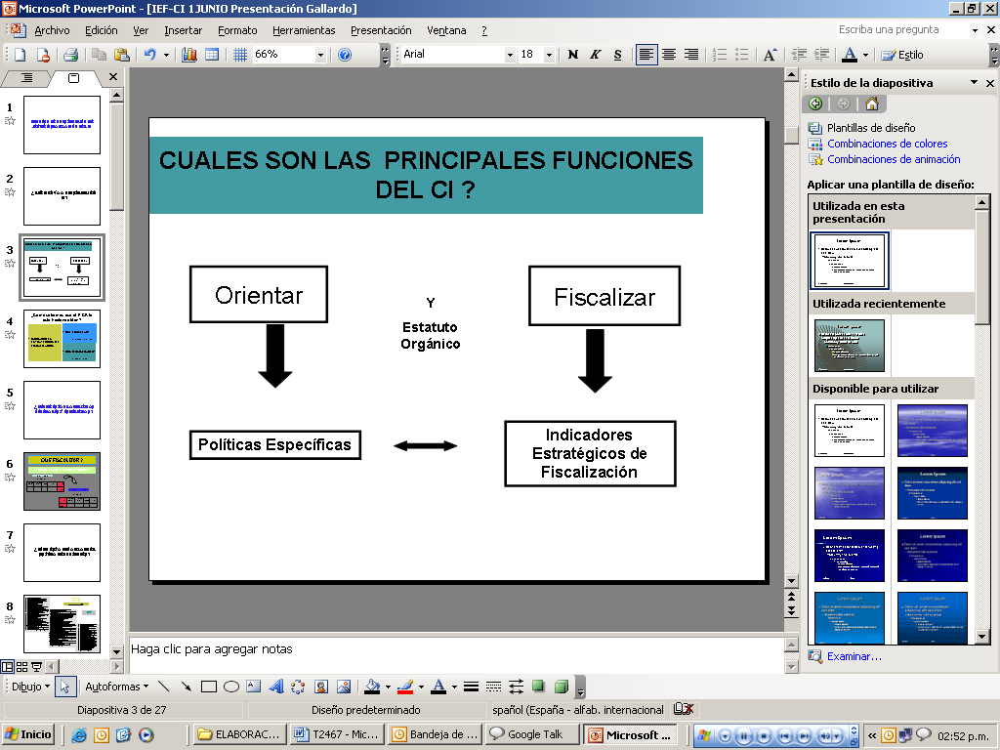 Microsoft PowerPoint - [IEF-CI 1JUNIO Presentación Gallardo]
Archivo Edición Ver Insertar Formato Herramientas Presentación Ventana ? Escriba una pregunta
66% Arial 18 N K S Estilo
Estilo de la diapositiva
Plantillas de diseño
Combinaciones de colores
Combinaciones de animación
Aplicar una plantilla de diseño:
Utilizada en esta
presentación
Utilizada recientemente
Disponible para utilizar
Examinar...
1
2
3
4
5
6
7
8
CUALES SON LAS PRINCIPALES FUNCIONES
DEL CI ?
Orientar
Y
Estatuto
Orgánico
Fiscalizar
Políticas Específicas
Indicadores
Estratégicos de
Fiscalización
Haga clic para agregar notas
Dibujo Autoformas
Diapositiva 3 de 27 Diseño predeterminado spañol (España - alfab. internacional
Inicio ELABORAC... T2467 - Mic... Bandeja de ... Google Talk Microsoft ... 02:52 p.m.